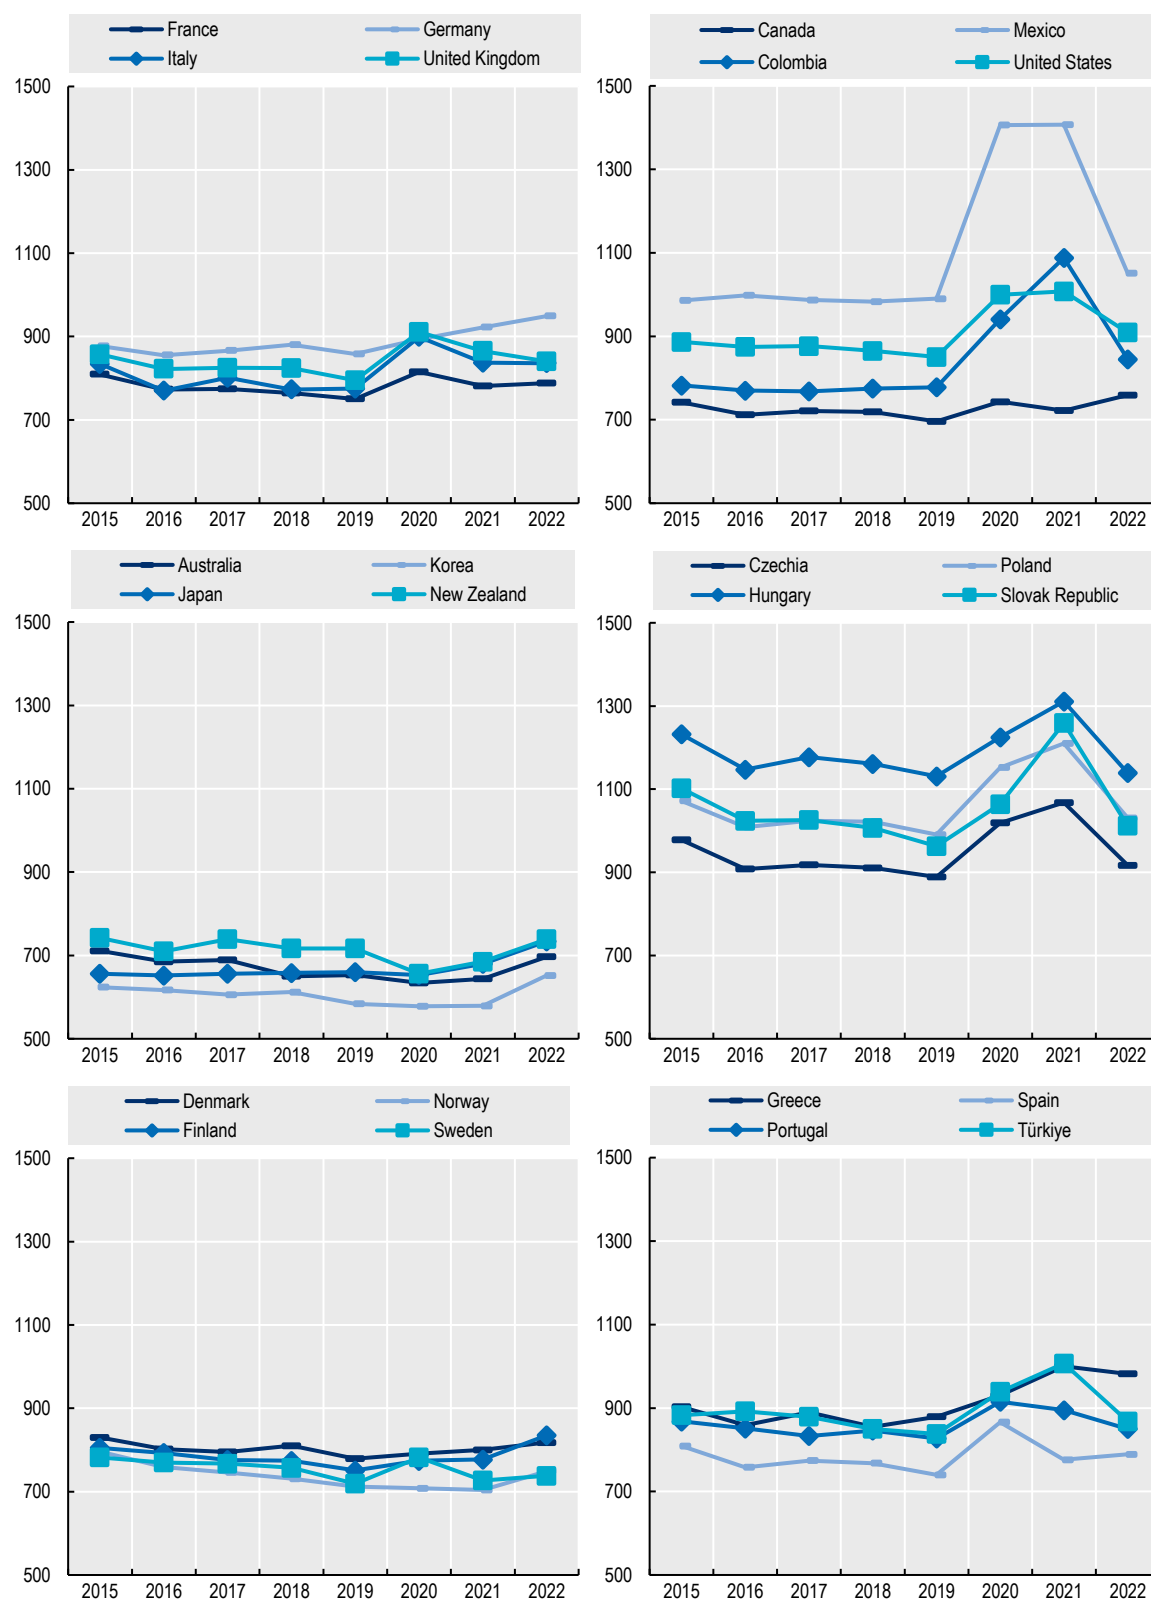 France Germany
Italy United Kingdom
1500
1300
1100
900
700
500
2015 2016 2017 2018 2019 2020 2021 2022
Canada Mexico
Colombia United States
1500
1300
1100
900
700
500
2015 2016 2017 2018 2019 2020 2021 2022
Australia Korea
Japan New Zealand
1500
1300
1100
900
700
500
2015 2016 2017 2018 2019 2020 2021 2022
Czechia Poland
Hungary Slovak Republic
1500
1300
1100
900
700
500
2015 2016 2017 2018 2019 2020 2021 2022
Denmark Norway
Finland Sweden
1500
1300
1100
900
700
500
2015 2016 2017 2018 2019 2020 2021 2022
Greece Spain
Portugal Türkiye
1500
1300
1100
900
700
500
2015 2016 2017 2018 2019 2020 2021 2022